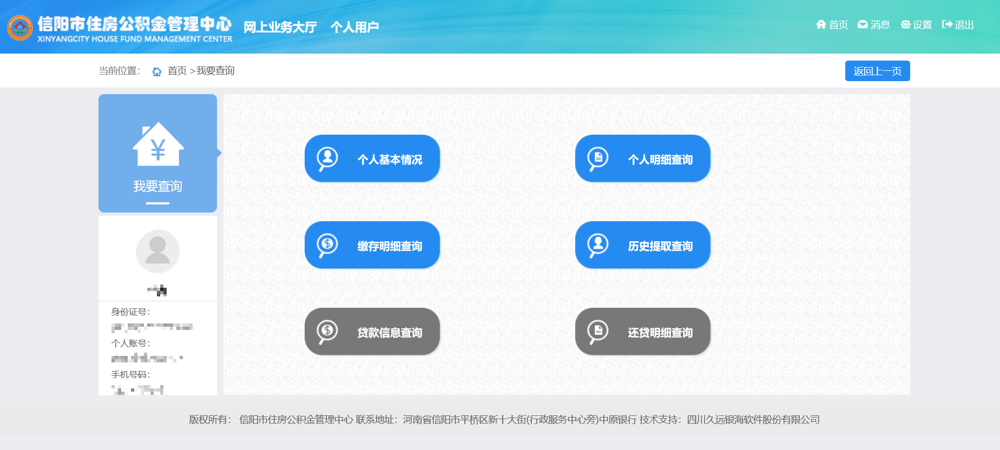 信阳市住房公积金管理中心
XINYANGCITY HOUSE FUND MANAGEMENT CENTER
网上业务大厅 个人用户
首页 消息 设置 退出
当前位置： 首页 >我要查询
返回上一页
¥
我要查询
身份证号：
个人账号：
手机号码：
个人基本情况
个人明细查询
缴存明细查询
历史提取查询
贷款信息查询
还贷明细查询
版权所有： 信阳市住房公积金管理中心 联系地址：河南省信阳市平桥区新十大街(行政服务中心旁)中原银行 技术支持：四川久远银海软件股份有限公司